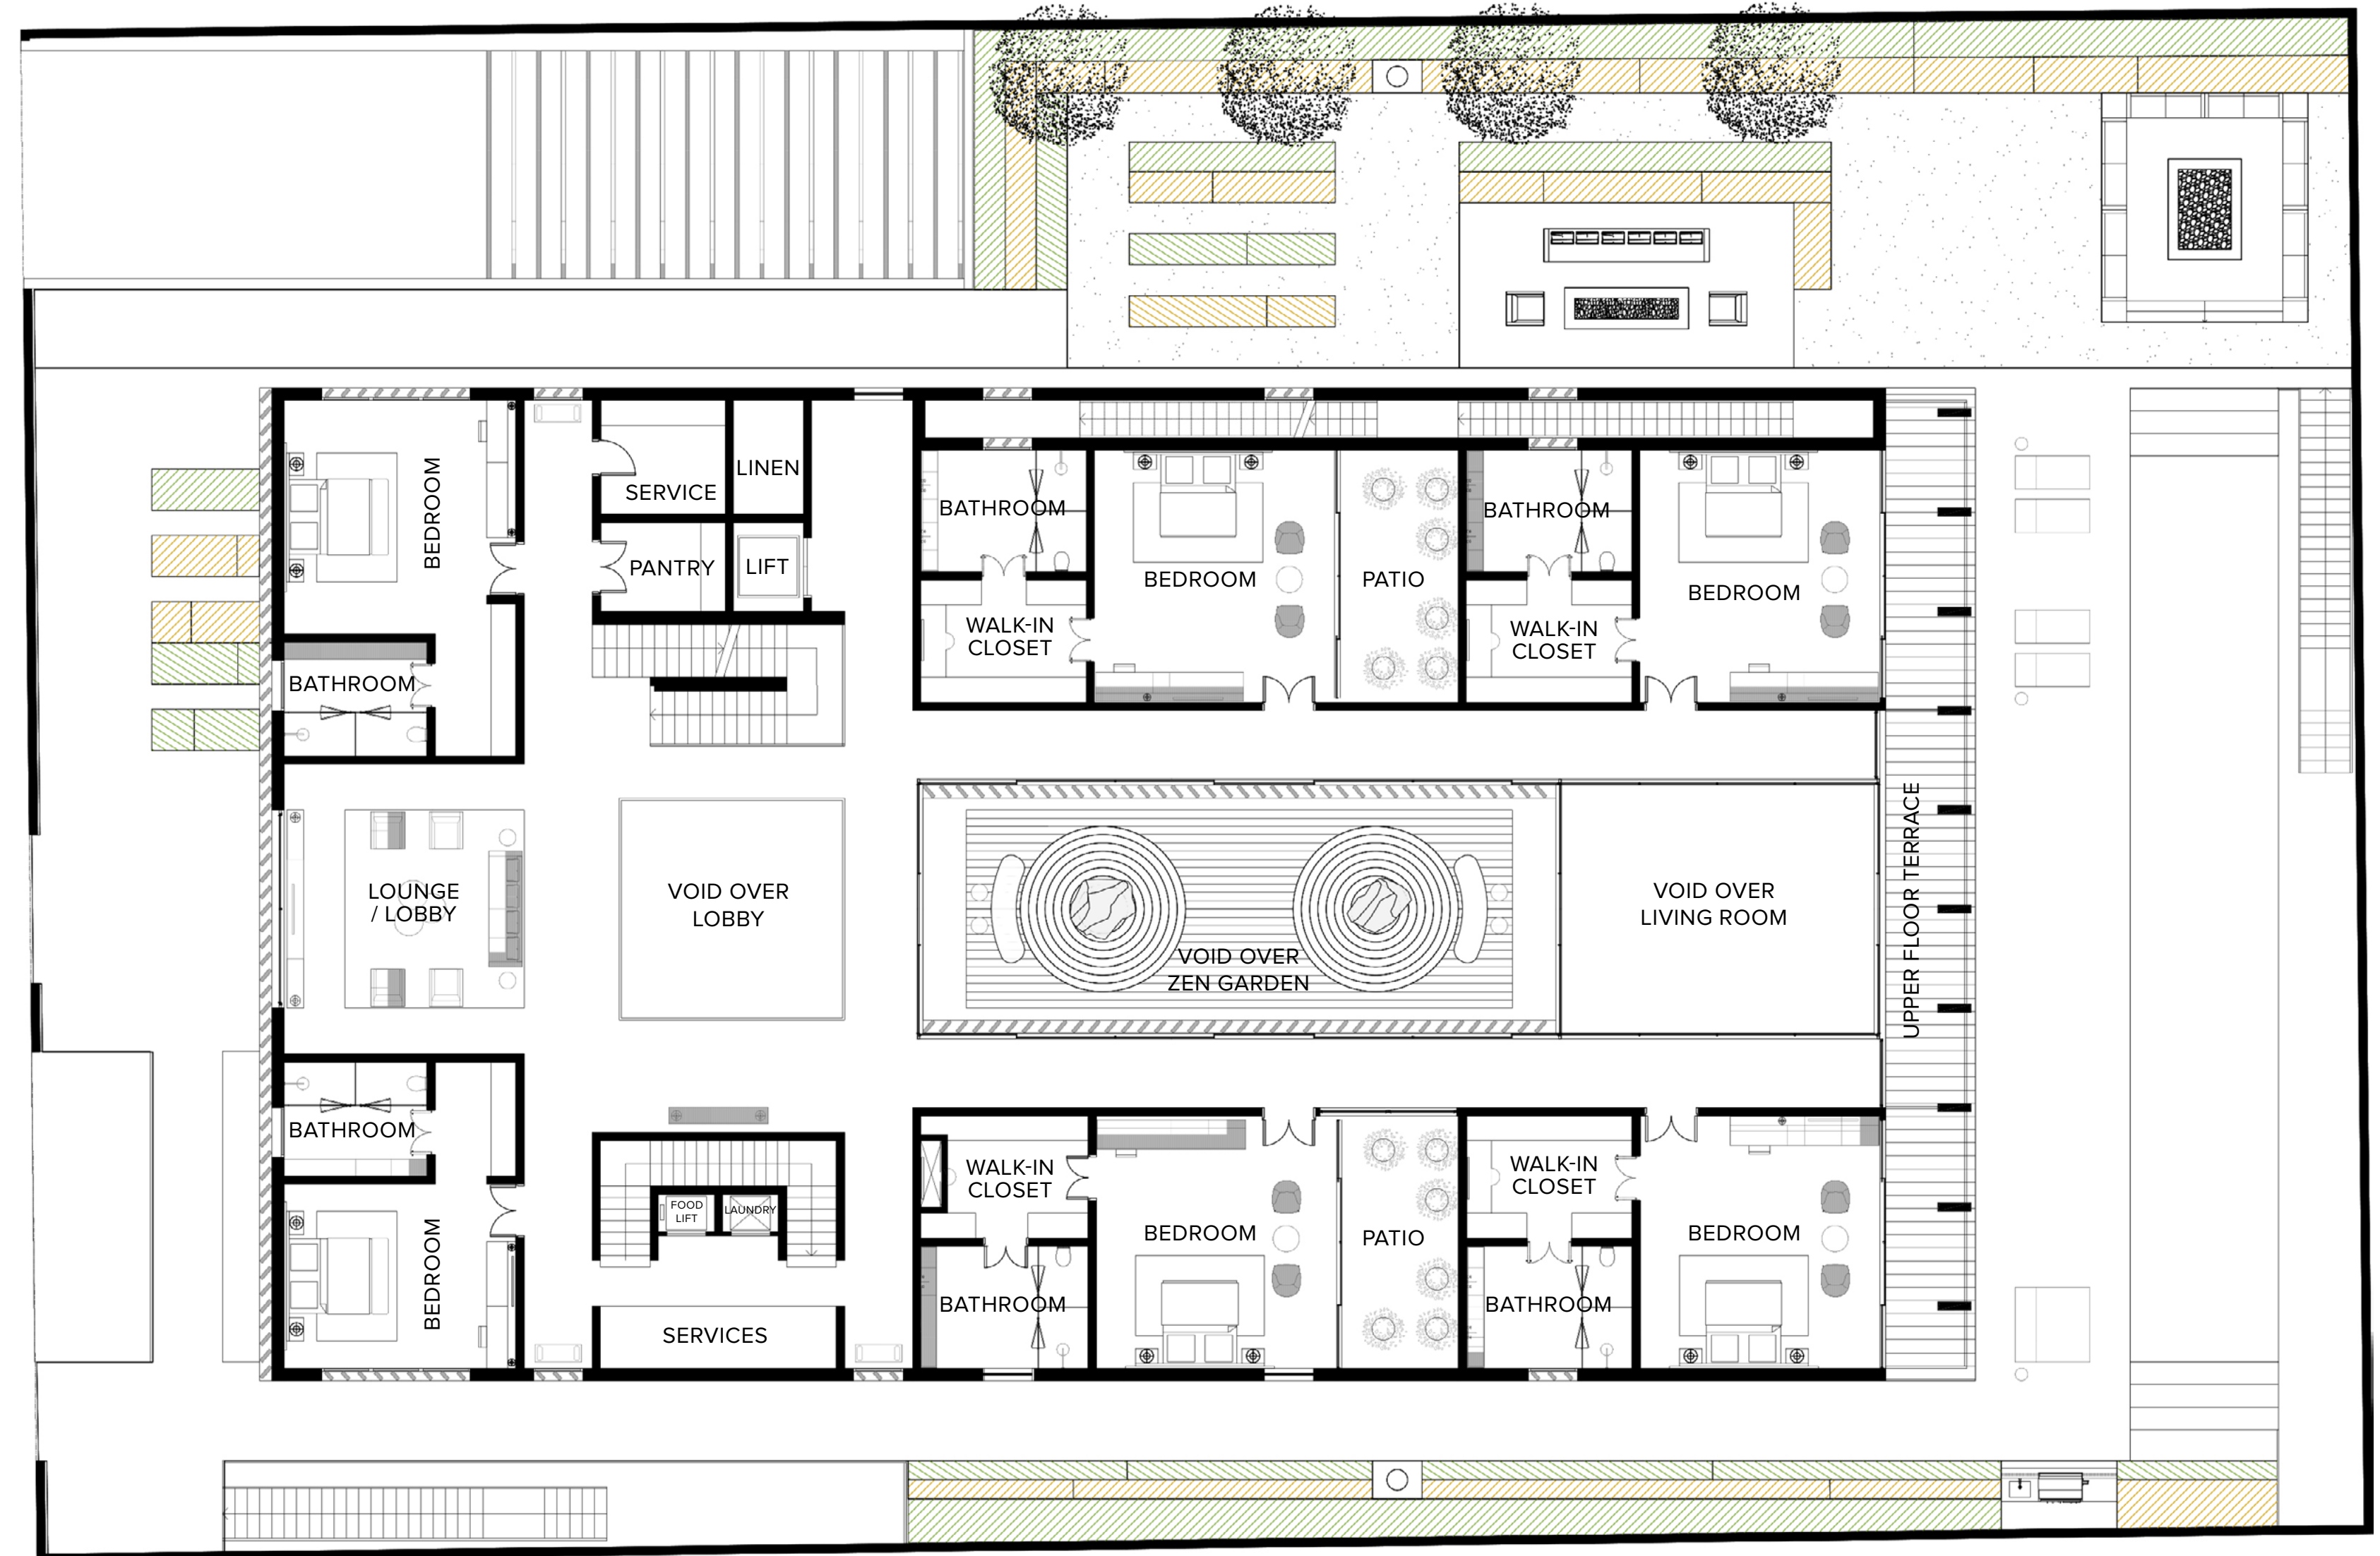 BEDROOM
SERVICE
LINEN
PANTRY
LIFT
BATHROOM
BATHROOM
WALK-IN
CLOSET
BEDROOM
PATIO
BATHROOM
WALK-IN
CLOSET
BEDROOM
LOUNGE
/ LOBBY
VOID OVER
LOBBY
VOID OVER
ZEN GARDEN
VOID OVER
LIVING ROOM
UPPER FLOOR TERRACE
BATHROOM
BEDROOM
FOOD
LIFT
LAUNDRY
SERVICES
WALK-IN
CLOSET
BATHROOM
BEDROOM
PATIO
WALK-IN
CLOSET
BATHROOM
BEDROOM